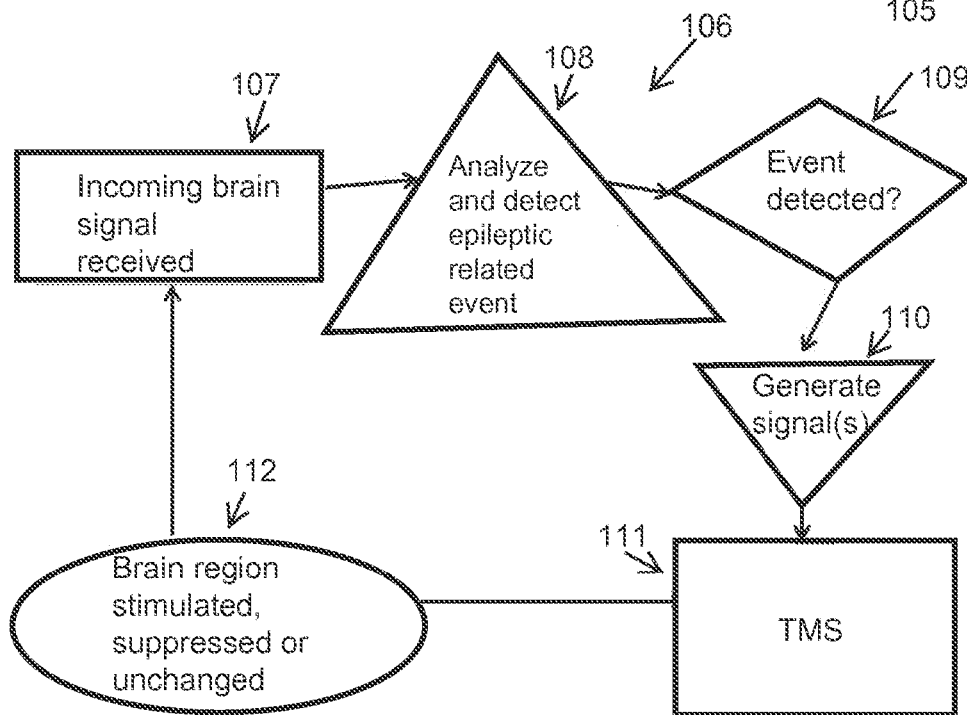 105
106
108
109
107
Incoming brain
signal
received
Analyze
and detect
epileptic
related
event
Event
detected?
110
Generate
signal(s)
111
TMS
112
Brain region
stimulated,
suppressed or
unchanged